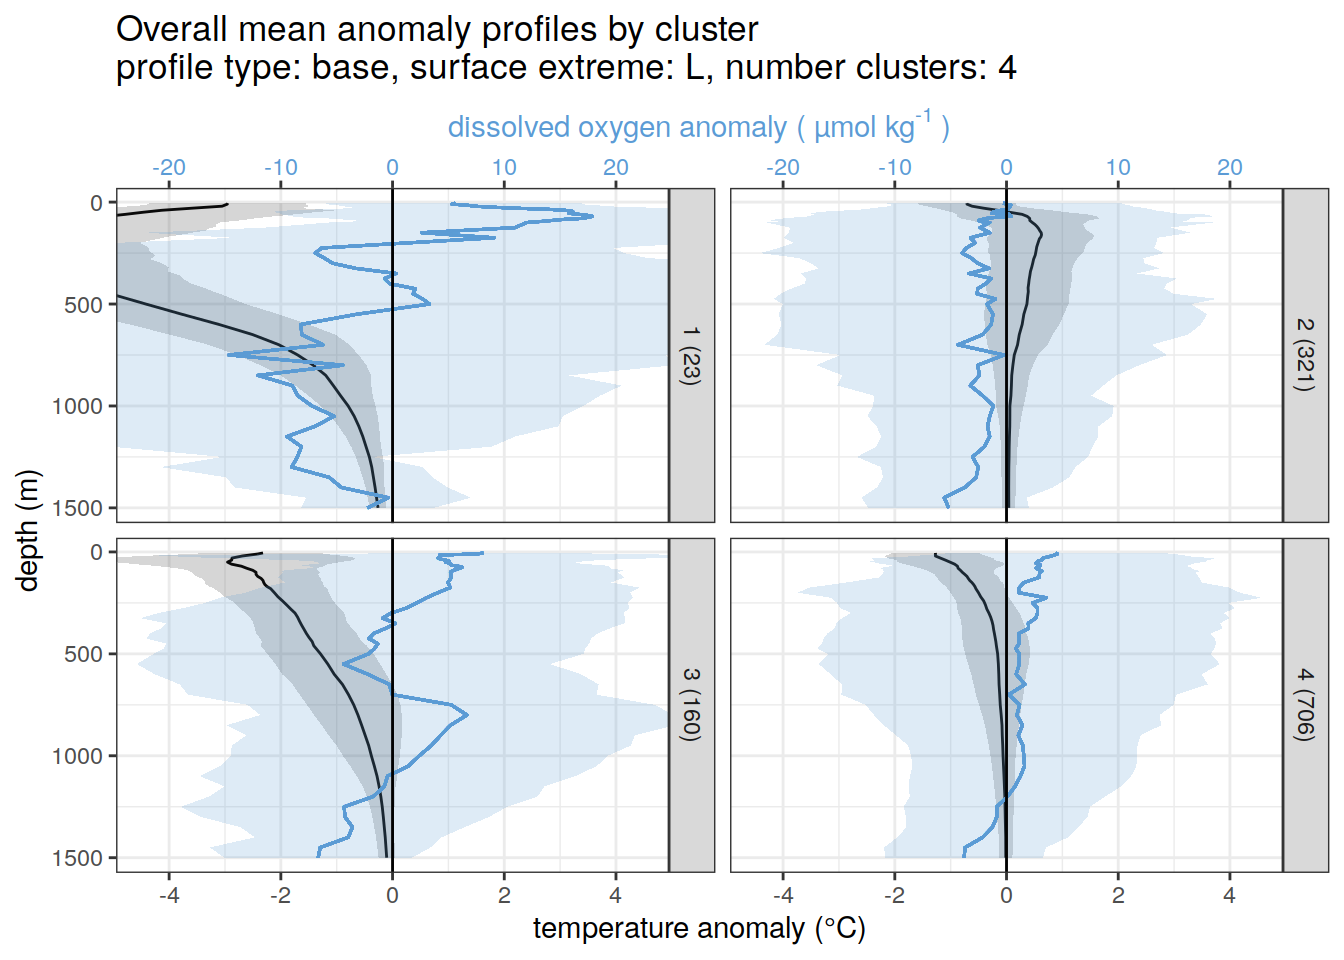 Overall mean anomaly profiles by cluster
profile type: base, surface extreme: L, number clusters: 4
dissolved oxygen anomaly ( µmol kg⁻¹ )
-20 -10 0 10 20 -20 -10 0 10 20
0
500
1000
1500
1 (23)
2 (321)
depth (m)
0
500
1000
1500
3 (160)
4 (706)
-4 -2 0 2 4 -4 -2 0 2 4
temperature anomaly (°C)